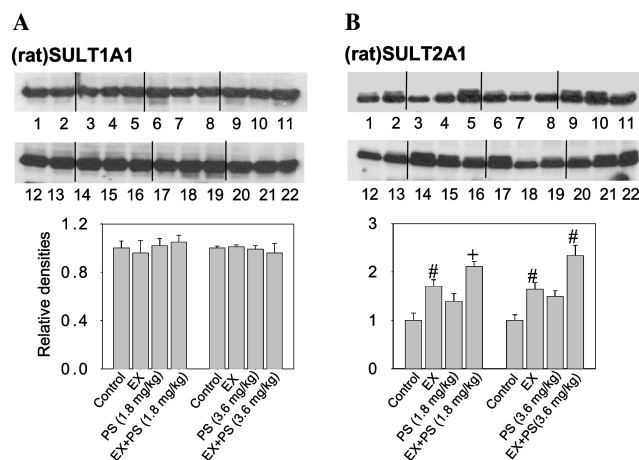 A
B
(rat)SULT1A1
(rat)SULT2A1
1 2 3 4 5 6 7 8 9 10 11
1 2 3 4 5 6 7 8 9 10 11
12 13 14 15 16 17 18 19 20 21 22
12 13 14 15 16 17 18 19 20 21 22
Relative densities
1.2
0.8
0.4
0.0
Control
EX
PS (1.8 mg/kg)
EX+PS (1.8 mg/kg)
Control
EX
PS (3.6 mg/kg)
EX+PS (3.6 mg/kg)
3
2
1
0
#
+
#
#
Control
EX
PS (1.8 mg/kg)
EX+PS (1.8 mg/kg)
Control
EX
PS (3.6 mg/kg)
EX+PS(3.6 mg/kg)